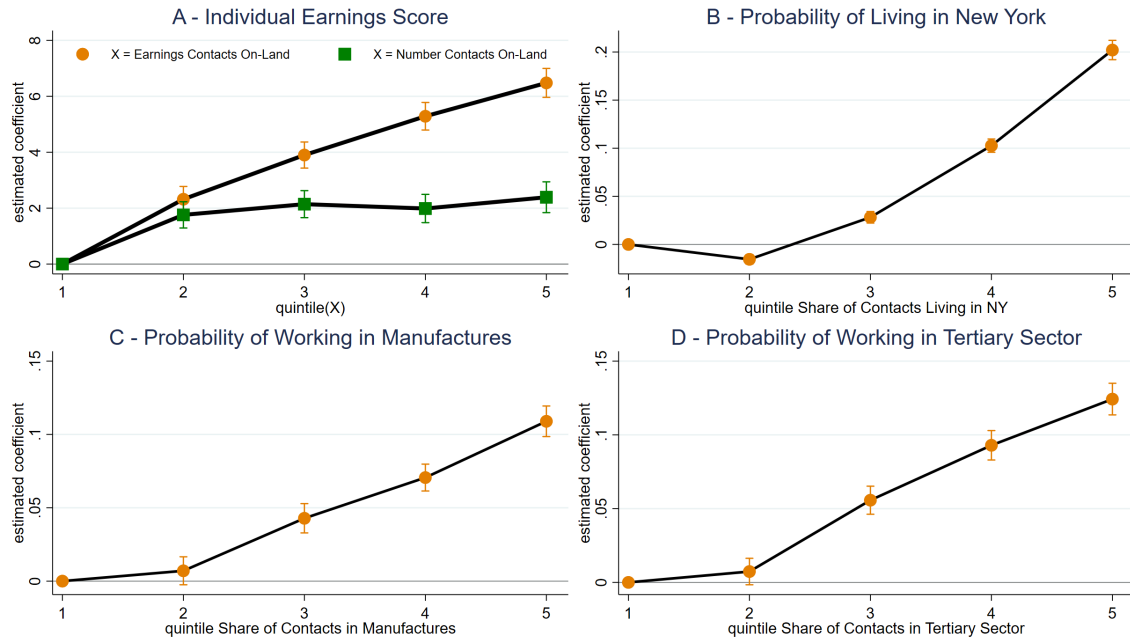 A - Individual Earnings Score
X = Earnings Contacts On-Land
X = Number Contacts On-Land
estimated coefficient
8
6
4
2
0
1 2 3 4 5
quintile(X)
B - Probability of Living in New York
estimated coefficient
.2
.15
.1
.05
0
1 2 3 4 5
quintile Share of Contacts Living in NY
C - Probability of Working in Manufactures
estimated coefficient
.15
.1
.05
0
1 2 3 4 5
quintile Share of Contacts in Manufactures
D - Probability of Working in Tertiary Sector
estimated coefficient
.15
.1
.05
0
1 2 3 4 5
quintile Share of Contacts in Tertiary Sector